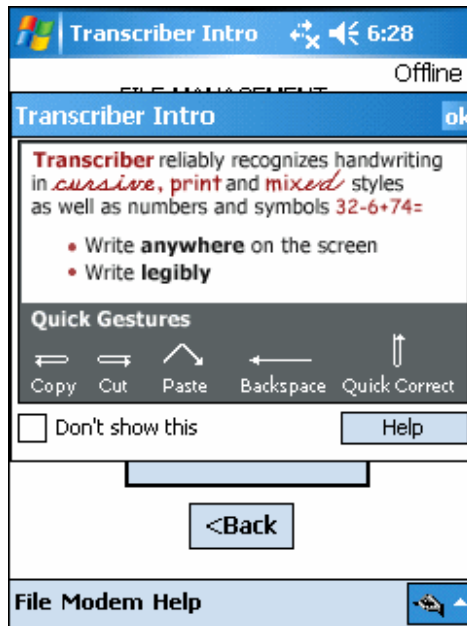 Transcriber Intro 6:28
Offline
FILE MANAGEMENT
Transcriber Intro ok
Transcriber reliably recognizes handwriting
in cursive, print and mixed styles
as well as numbers and symbols 32-6+74=
• Write anywhere on the screen
• Write legibly
Quick Gestures
Copy Cut Paste Backspace Quick Correct
Don't show this Help
<Back
File Modem Help